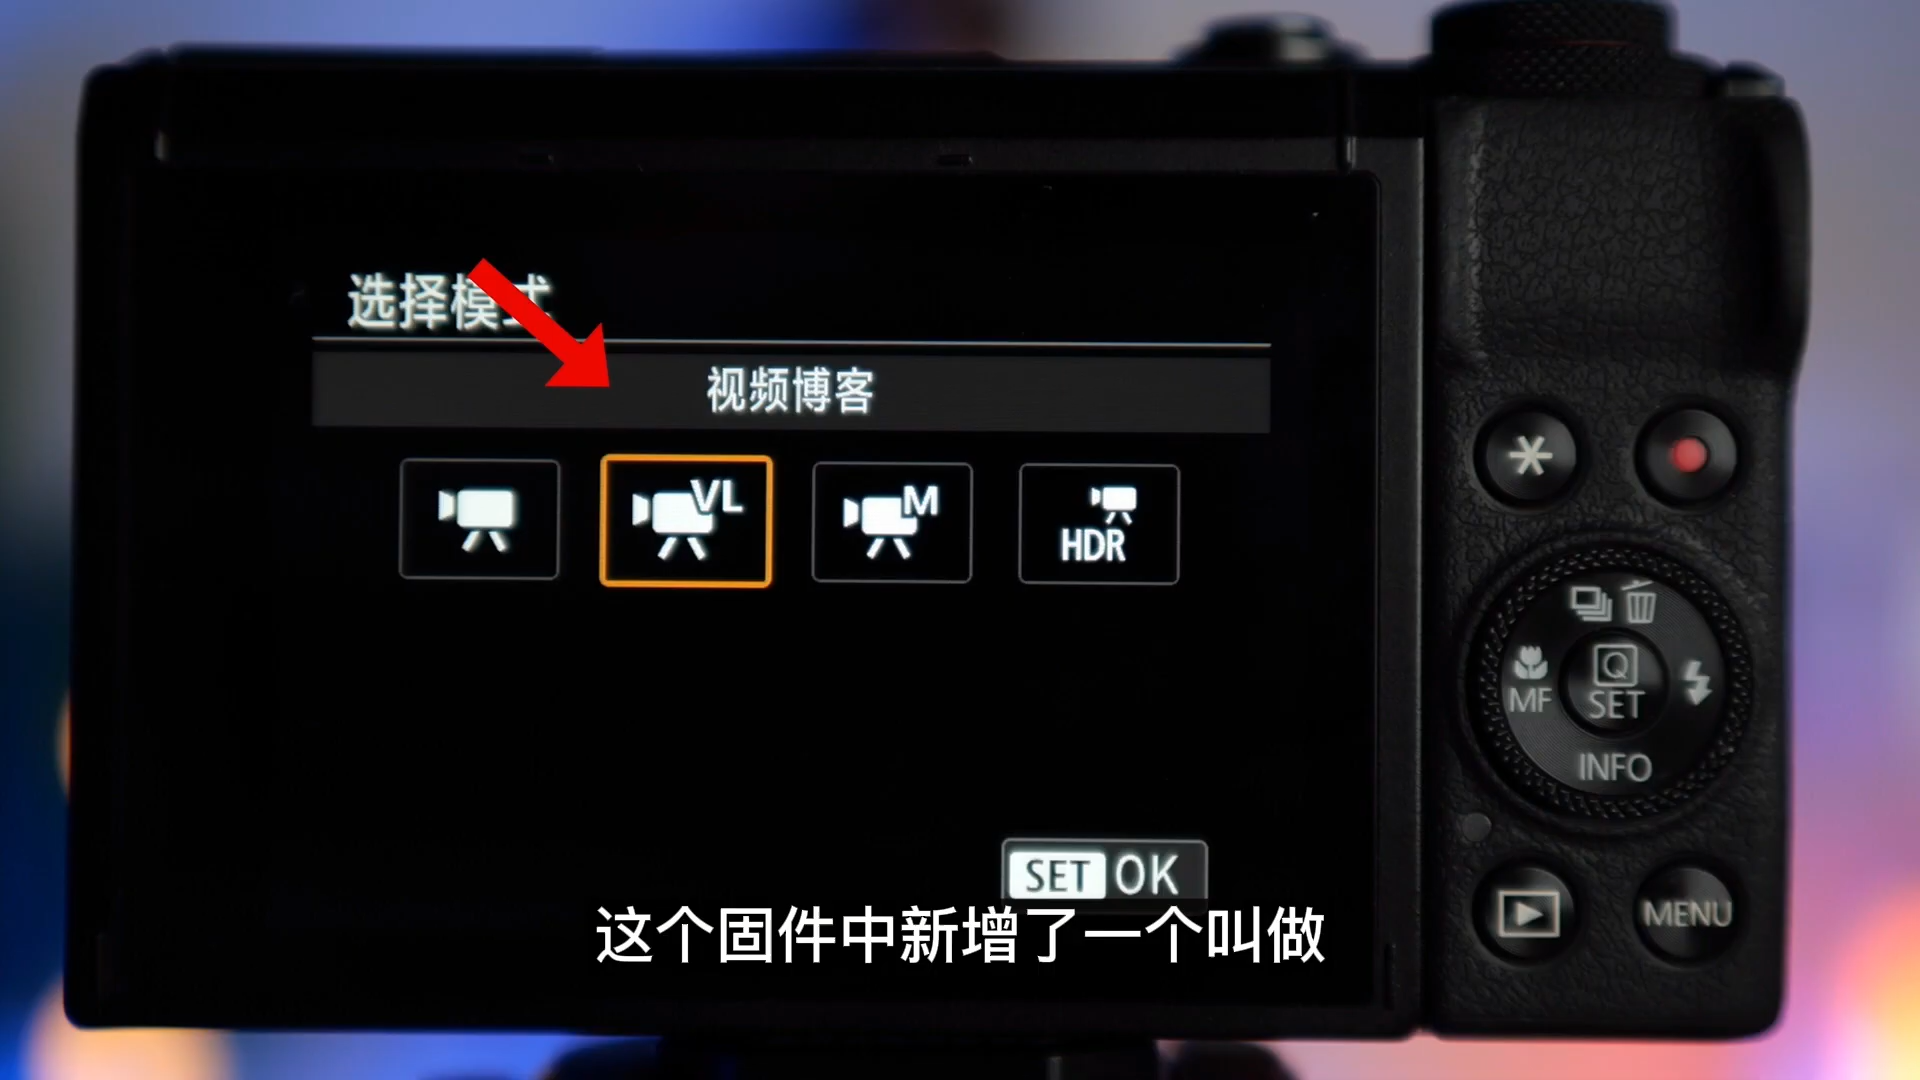 选择模式
视频博客
VL
M
HDR
SET OK
这个固件中新增了一个叫做
MF
Q
SET
INFO
MENU